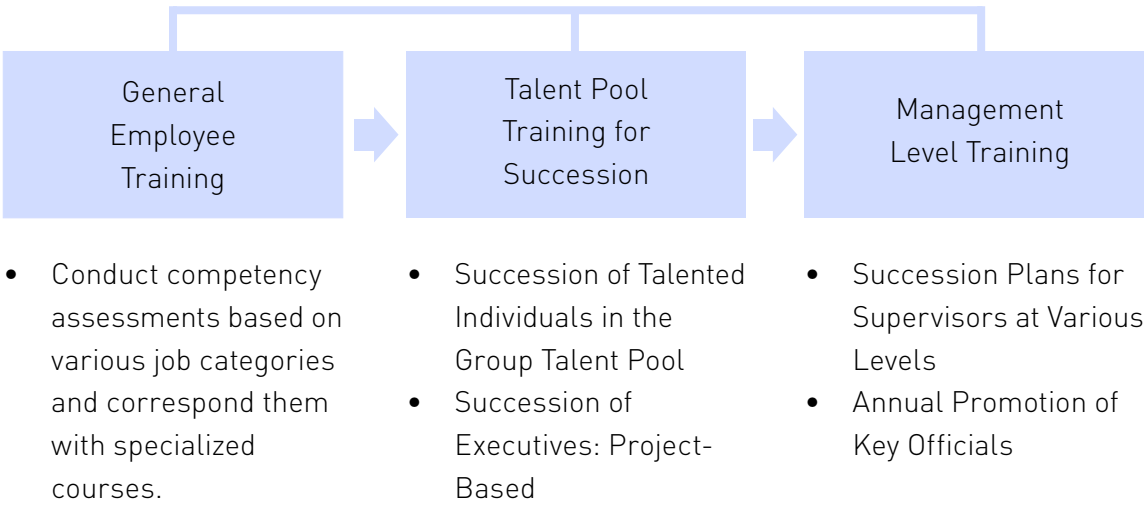 General
Employee
Training
Talent Pool
Training for
Succession
Management
Level Training
• Conduct competency
assessments based on
various job categories
and correspond them
with specialized
courses.
• Succession of Talented
Individuals in the
Group Talent Pool
• Succession of
Executives: Project-
Based
• Succession Plans for
Supervisors at Various
Levels
• Annual Promotion of
Key Officials